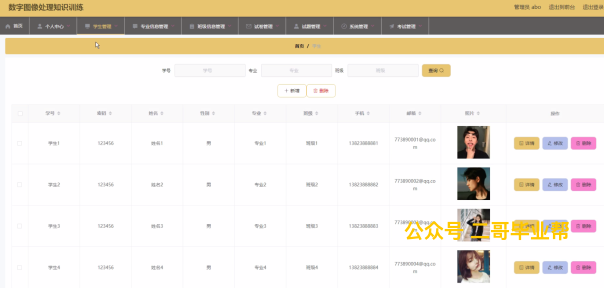 数字图像处理知识训练 管理员 abo 退出到前台 退出登录
首页 个人中心 学生管理 专业信息管理 班级信息管理 试卷管理 试题管理 系统管理 考试管理
首页 /
学号 学号 专业 专业 班级 班级 查询
+ 新增 删除
学号 密码 姓名 性别 专业 班级 手机 邮箱 照片 操作
学生1 123456 姓名1 男 专业1 班级1 13823888881 773890001@qq.com 详情 修改 删除
学生2 123456 姓名2 男 专业2 班级2 13823888882 773890002@qq.com 详情 修改 删除
学生3 123456 姓名3 男 专业3 班级3 13823888883 详情 修改 删除
公众号 二哥毕业帮
学生4 123456 姓名4 男 专业4 班级4 13823888884 773890004@qq.com 详情 修改 删除